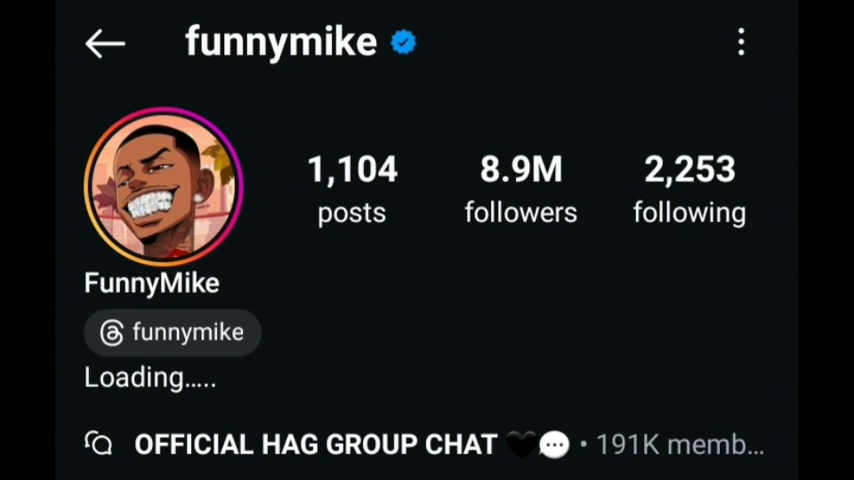 funnymike
1,104 8.9M 2,253
posts followers following
FunnyMike
funnymike
Loading.....
OFFICIAL HAG GROUP CHAT 🖤💬 • 191K memb...